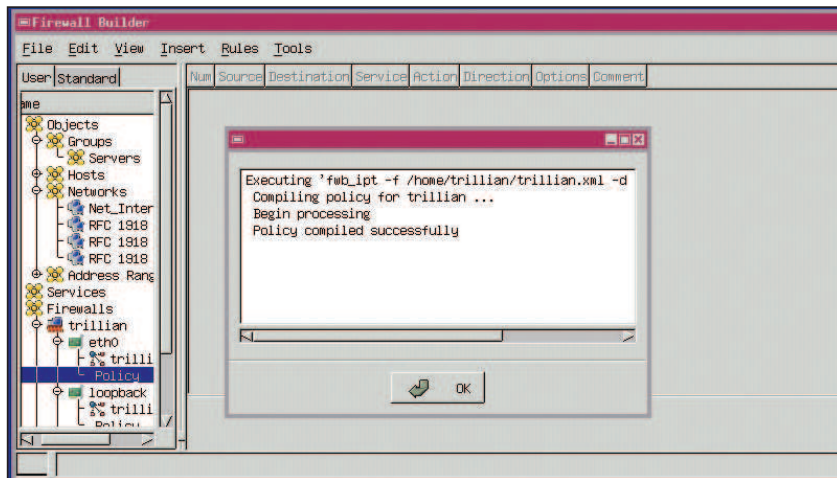 Firewall Builder
File Edit View Insert Rules Tools
User Standard
Num Source Destination Service Action Direction Options Comment
ame
Objects
Groups
Servers
Hosts
Networks
Net_Inter
RFC 1918
RFC 1918
RFC 1918
Address Rang
Services
Firewalls
trillian
eth0
trilli
Policy
loopback
trilli
Policy
Executing 'fwb_ipt -f /home/trillian/trillian.xml -d
Compiling policy for trillian ...
Begin processing
Policy compiled successfully
OK